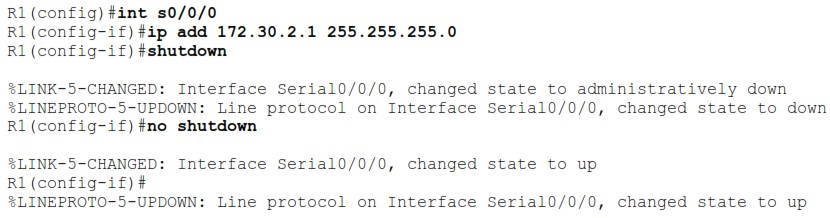 R1(config)#int s0/0/0
R1(config-if)#ip add 172.30.2.1 255.255.255.0
R1(config-if)#shutdown
%LINK-5-CHANGED: Interface Serial0/0/0, changed state to administratively down
%LINEPROTO-5-UPDOWN: Line protocol on Interface Serial0/0/0, changed state to down
R1(config-if)#no shutdown
%LINK-5-CHANGED: Interface Serial0/0/0, changed state to up
R1(config-if)#
%LINEPROTO-5-UPDOWN: Line protocol on Interface Serial0/0/0, changed state to up